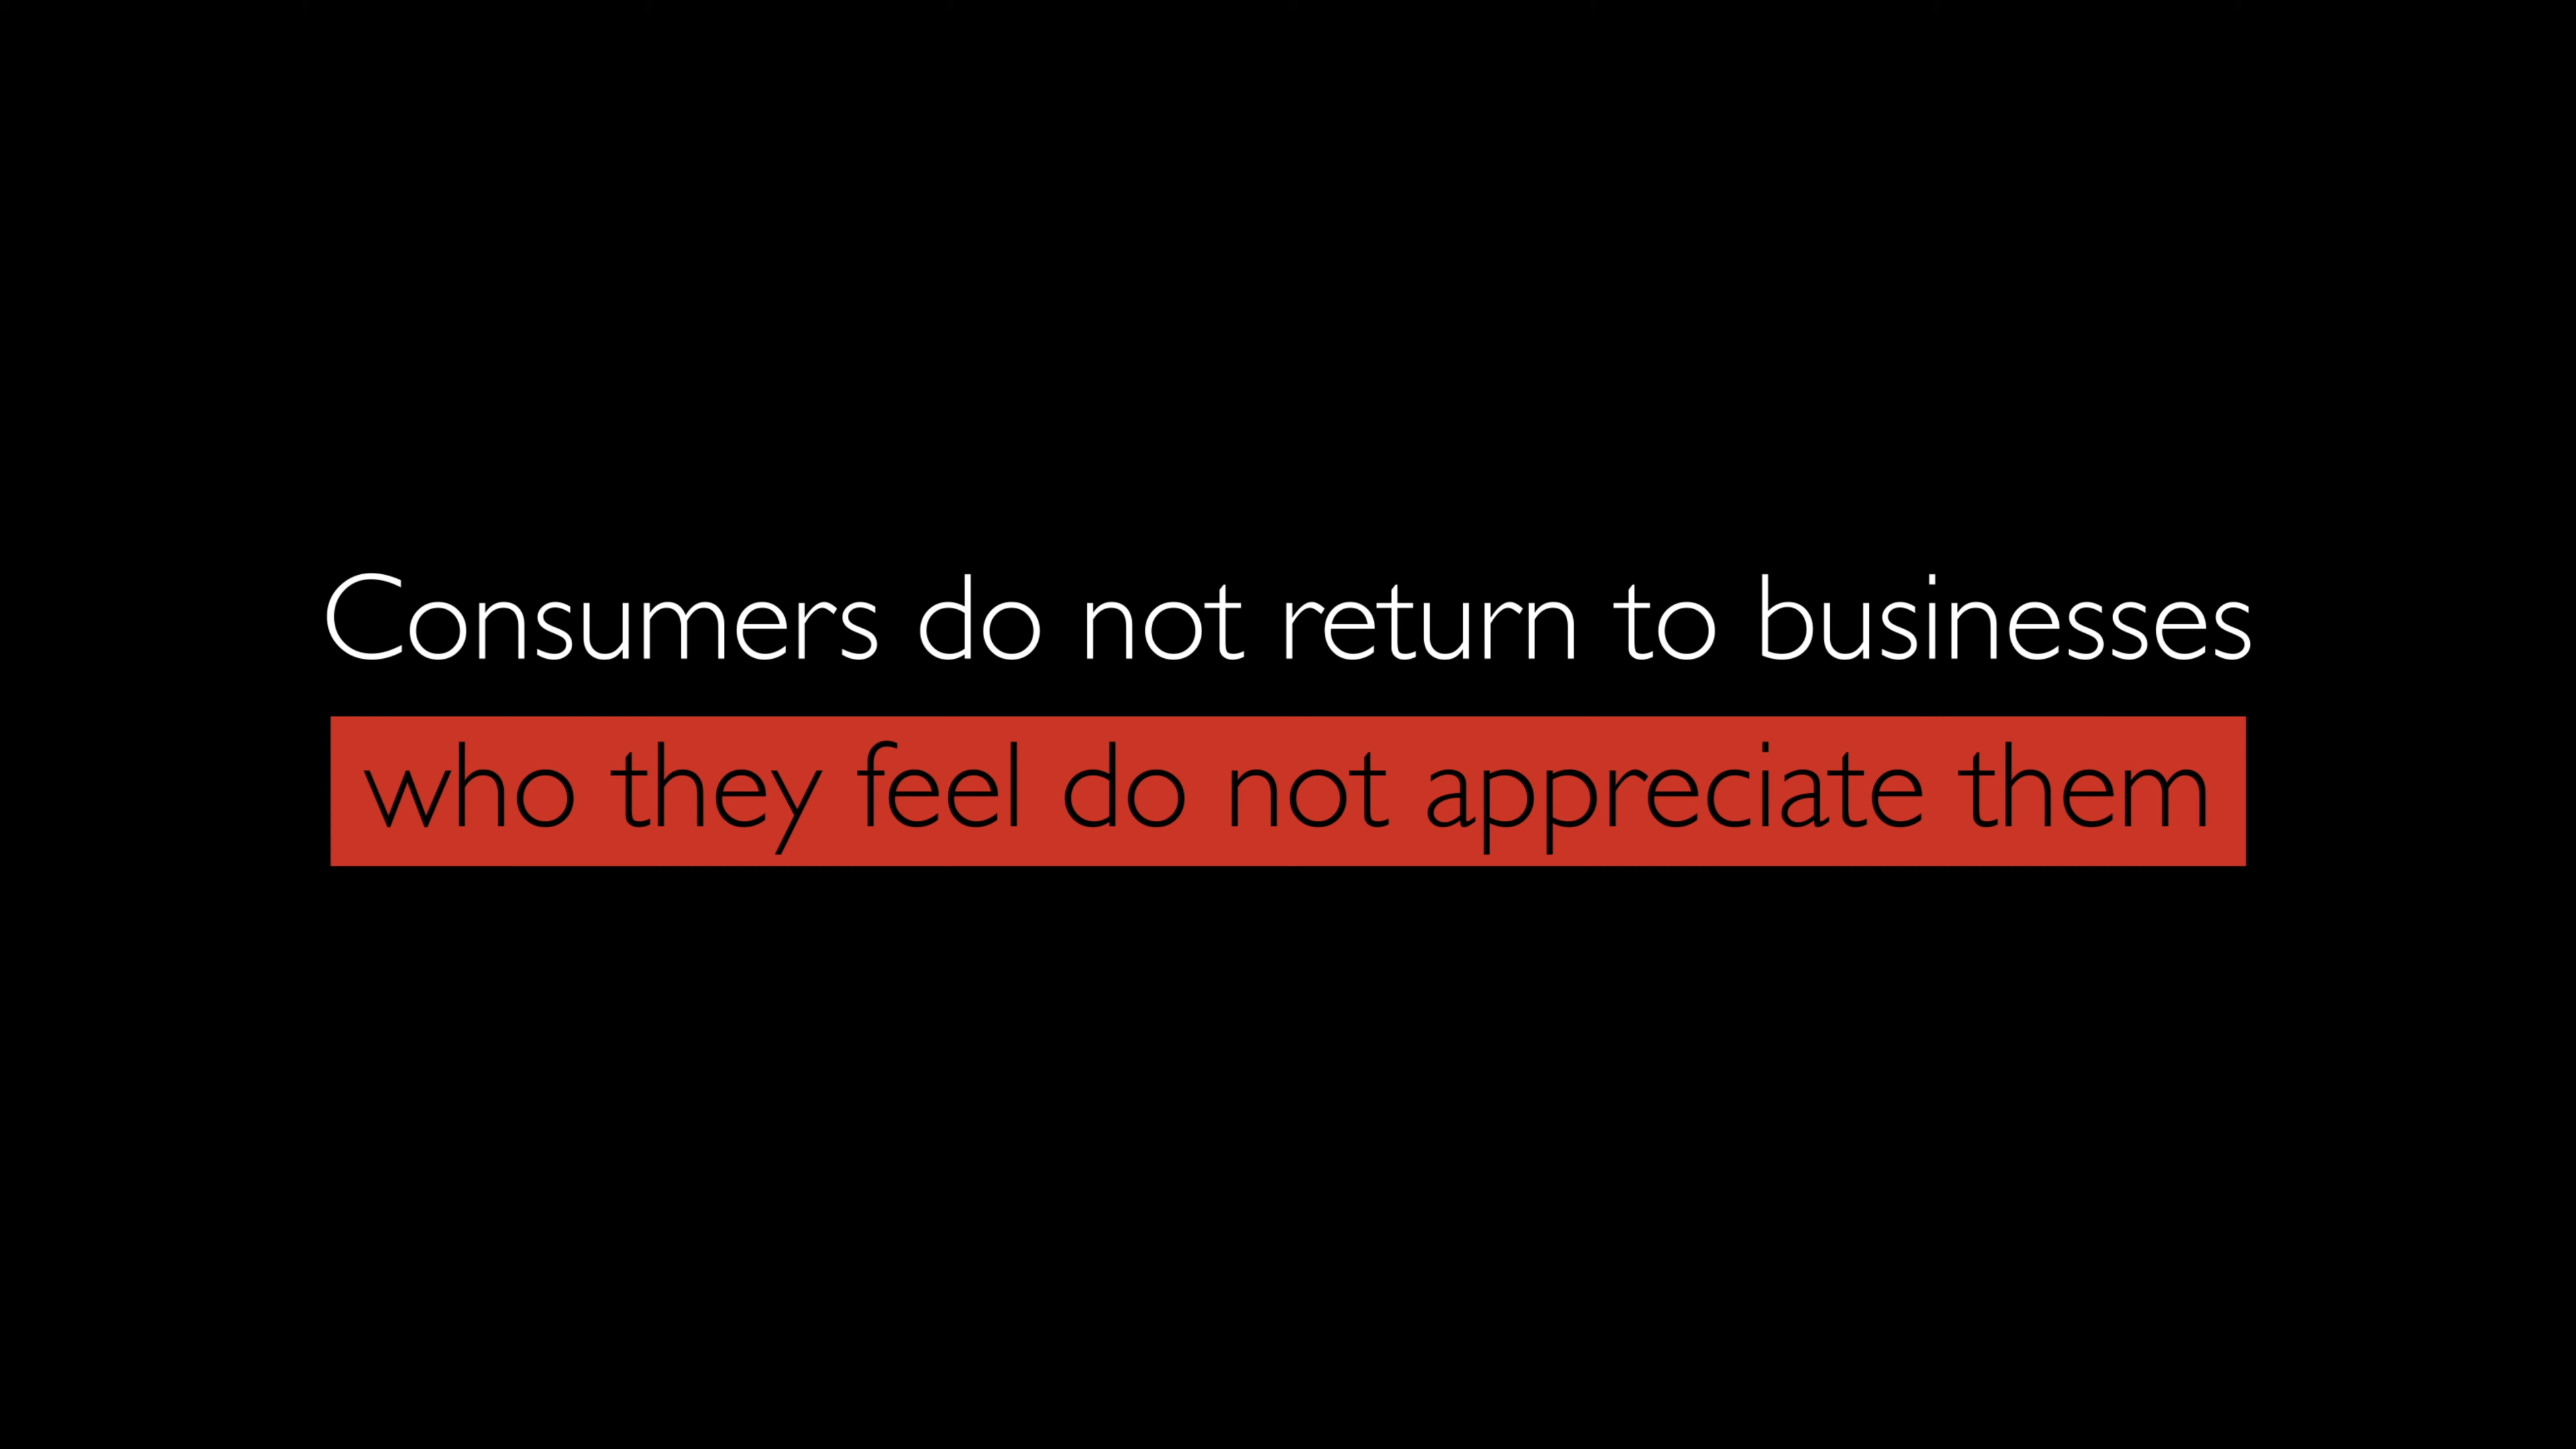 Consumers do not return to businesses
who they feel do not appreciate them